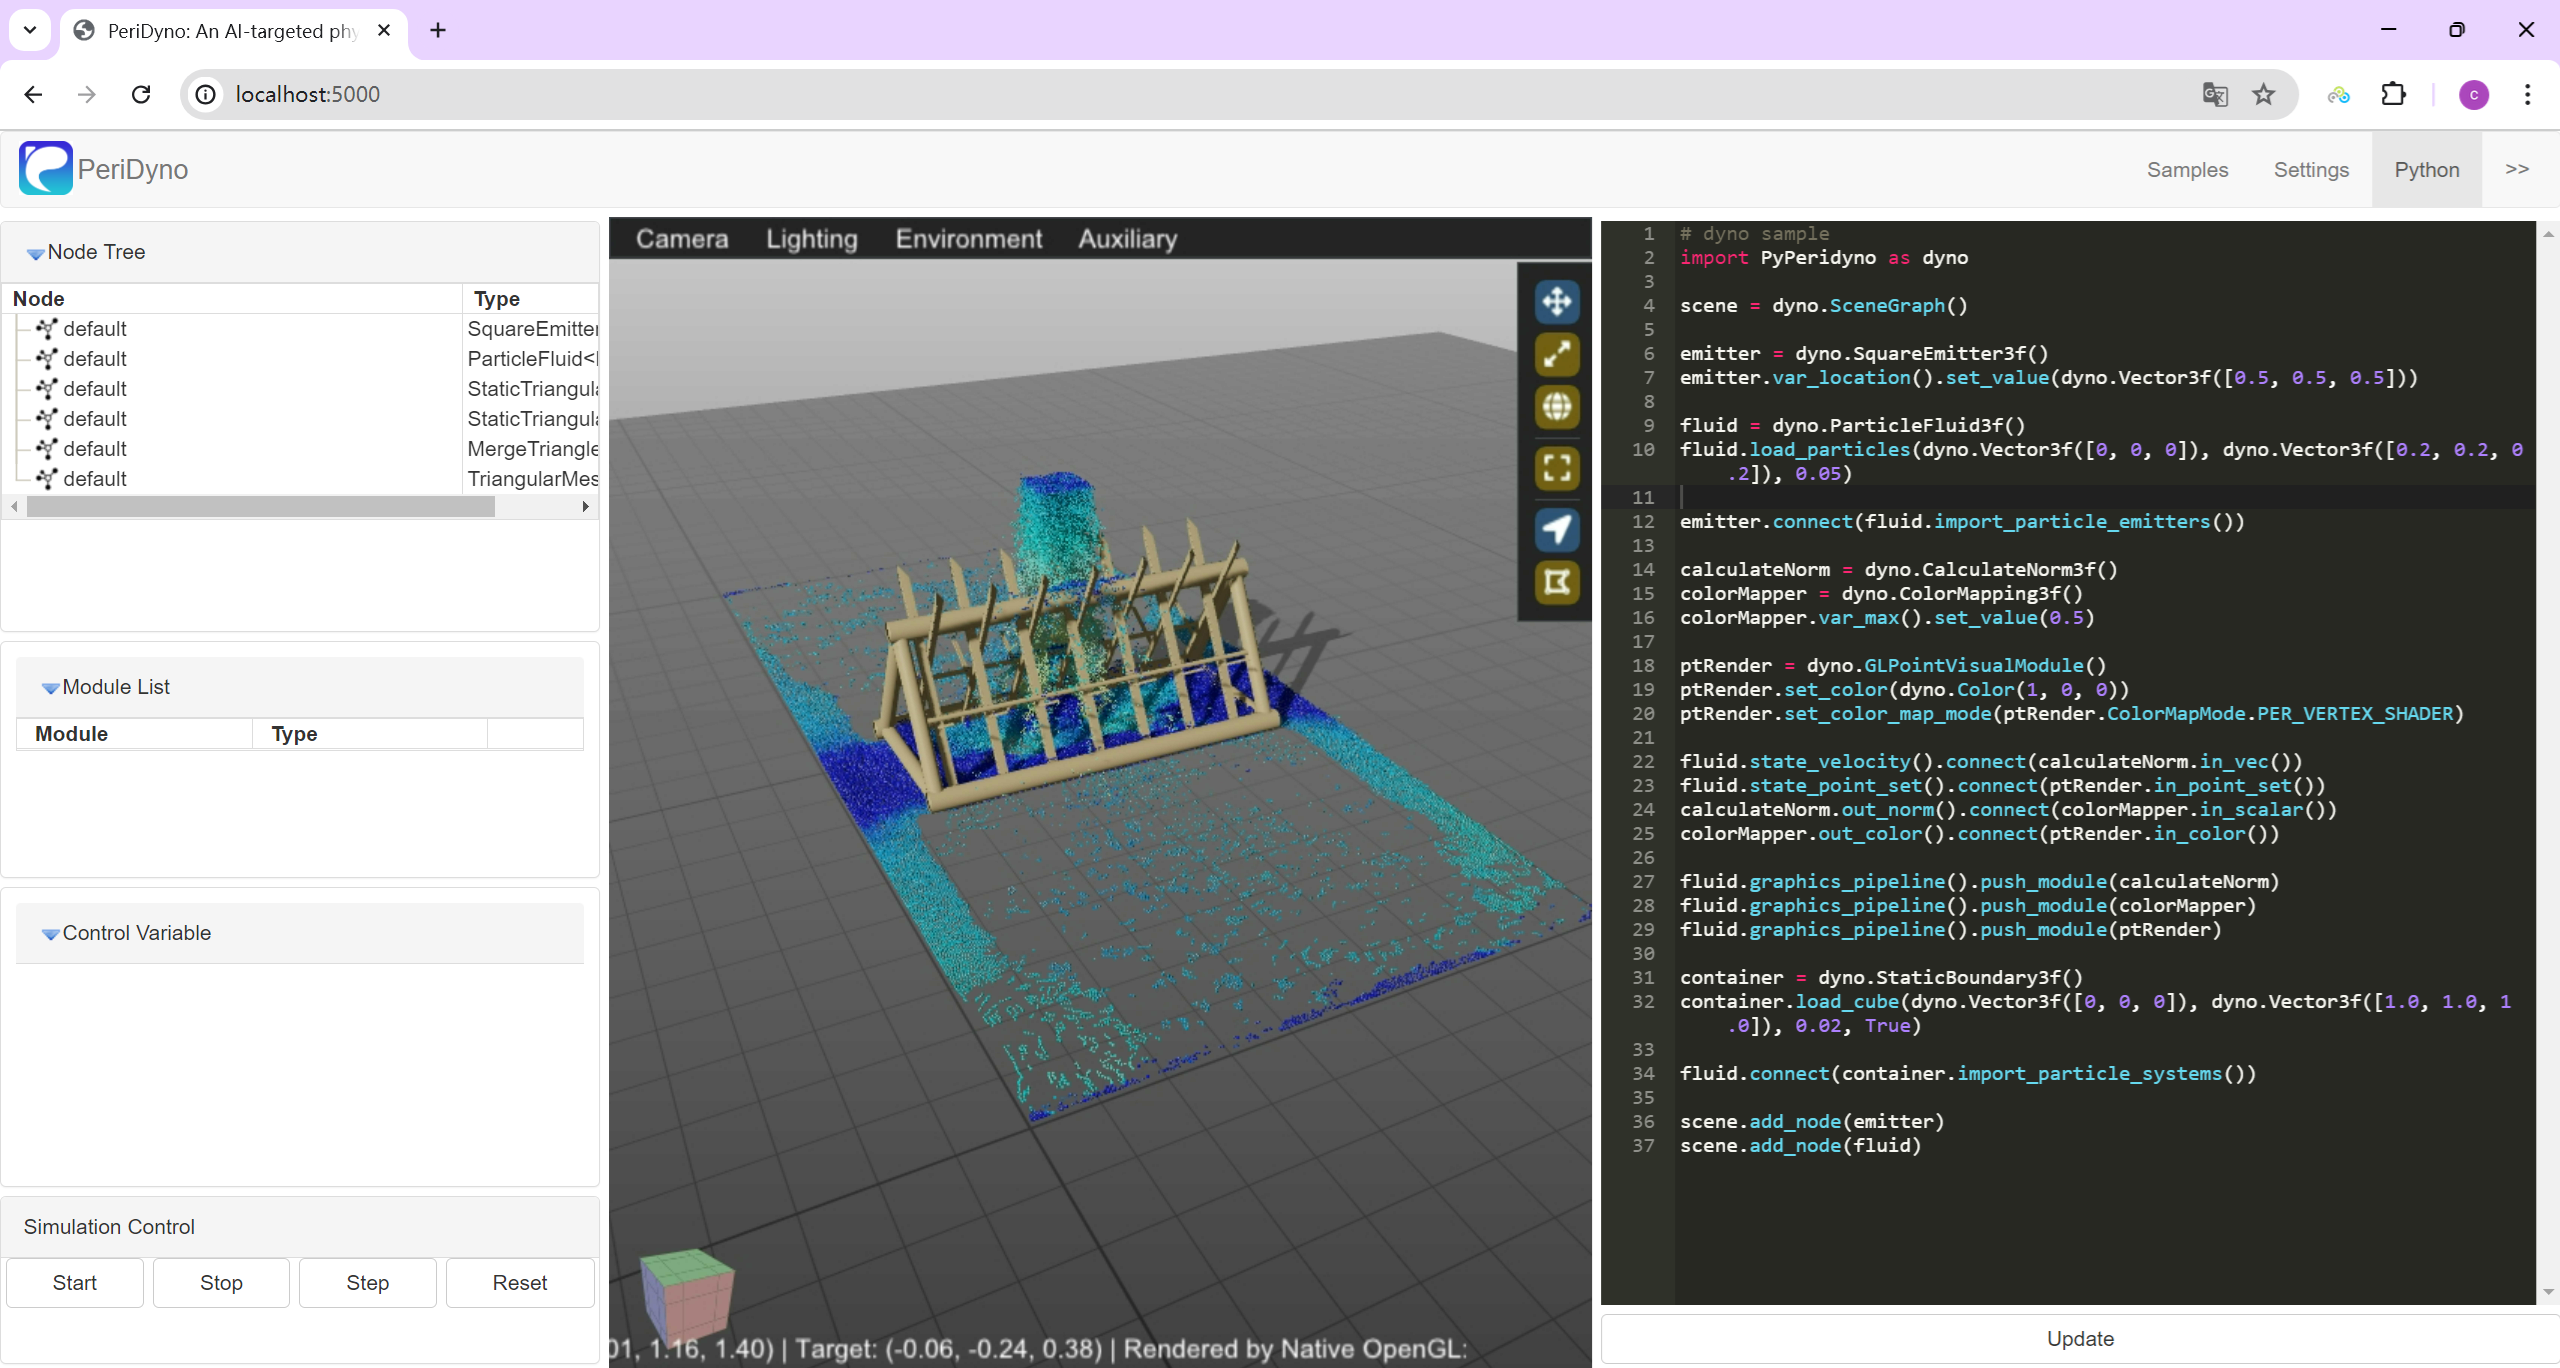 PeriDyno: An AI-targeted phy
localhost:5000
c
PeriDyno
Samples
Settings
Python
>>
Node Tree
Node Type
default SquareEmitter
default ParticleFluid<
default StaticTriangula
default StaticTriangula
default MergeTriangle
default TriangularMes
Module List
Module Type
Control Variable
Simulation Control
Start
Stop
Step
Reset
Camera Lighting Environment Auxiliary
01, 1.16, 1.40) | Target: (-0.06, -0.24, 0.38) | Rendered by Native OpenGL:
1 # dyno sample
2 import PyPeridyno as dyno
3
4 scene = dyno.SceneGraph()
5
6 emitter = dyno.SquareEmitter3f()
7 emitter.var_location().set_value(dyno.Vector3f([0.5, 0.5, 0.5]))
8
9 fluid = dyno.ParticleFluid3f()
10 fluid.load_particles(dyno.Vector3f([0, 0, 0]), dyno.Vector3f([0.2, 0.2, 0
.2]), 0.05)
11
12 emitter.connect(fluid.import_particle_emitters())
13
14 calculateNorm = dyno.CalculateNorm3f()
15 colorMapper = dyno.ColorMapping3f()
16 colorMapper.var_max().set_value(0.5)
17
18 ptRender = dyno.GLPointVisualModule()
19 ptRender.set_color(dyno.Color(1, 0, 0))
20 ptRender.set_color_map_mode(ptRender.ColorMapMode.PER_VERTEX_SHADER)
21
22 fluid.state_velocity().connect(calculateNorm.in_vec())
23 fluid.state_point_set().connect(ptRender.in_point_set())
24 calculateNorm.out_norm().connect(colorMapper.in_scalar())
25 colorMapper.out_color().connect(ptRender.in_color())
26
27 fluid.graphics_pipeline().push_module(calculateNorm)
28 fluid.graphics_pipeline().push_module(colorMapper)
29 fluid.graphics_pipeline().push_module(ptRender)
30
31 container = dyno.StaticBoundary3f()
32 container.load_cube(dyno.Vector3f([0, 0, 0]), dyno.Vector3f([1.0, 1.0, 1
.0]), 0.02, True)
33
34 fluid.connect(container.import_particle_systems())
35
36 scene.add_node(emitter)
37 scene.add_node(fluid)
Update